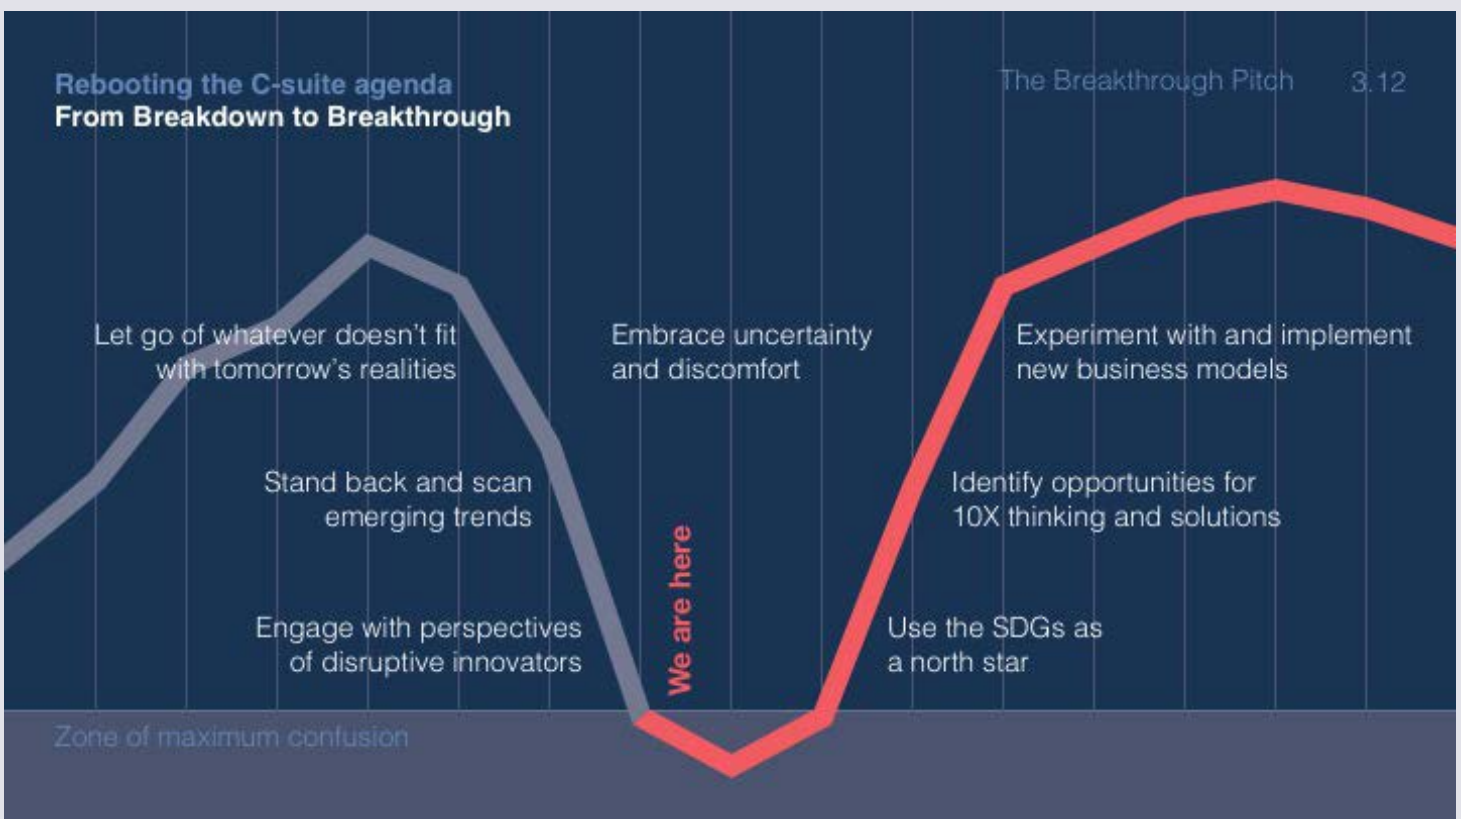 Rebooting the C-suite agenda
From Breakdown to Breakthrough
The Breakthrough Pitch 3.12
Let go of whatever doesn't fit
with tomorrow's realities
Embrace uncertainty
and discomfort
Experiment with and implement
new business models
Stand back and scan
emerging trends
Identify opportunities for
10X thinking and solutions
We are here
Engage with perspectives
of disruptive innovators
Use the SDGs as
a north star
Zone of maximum confusion